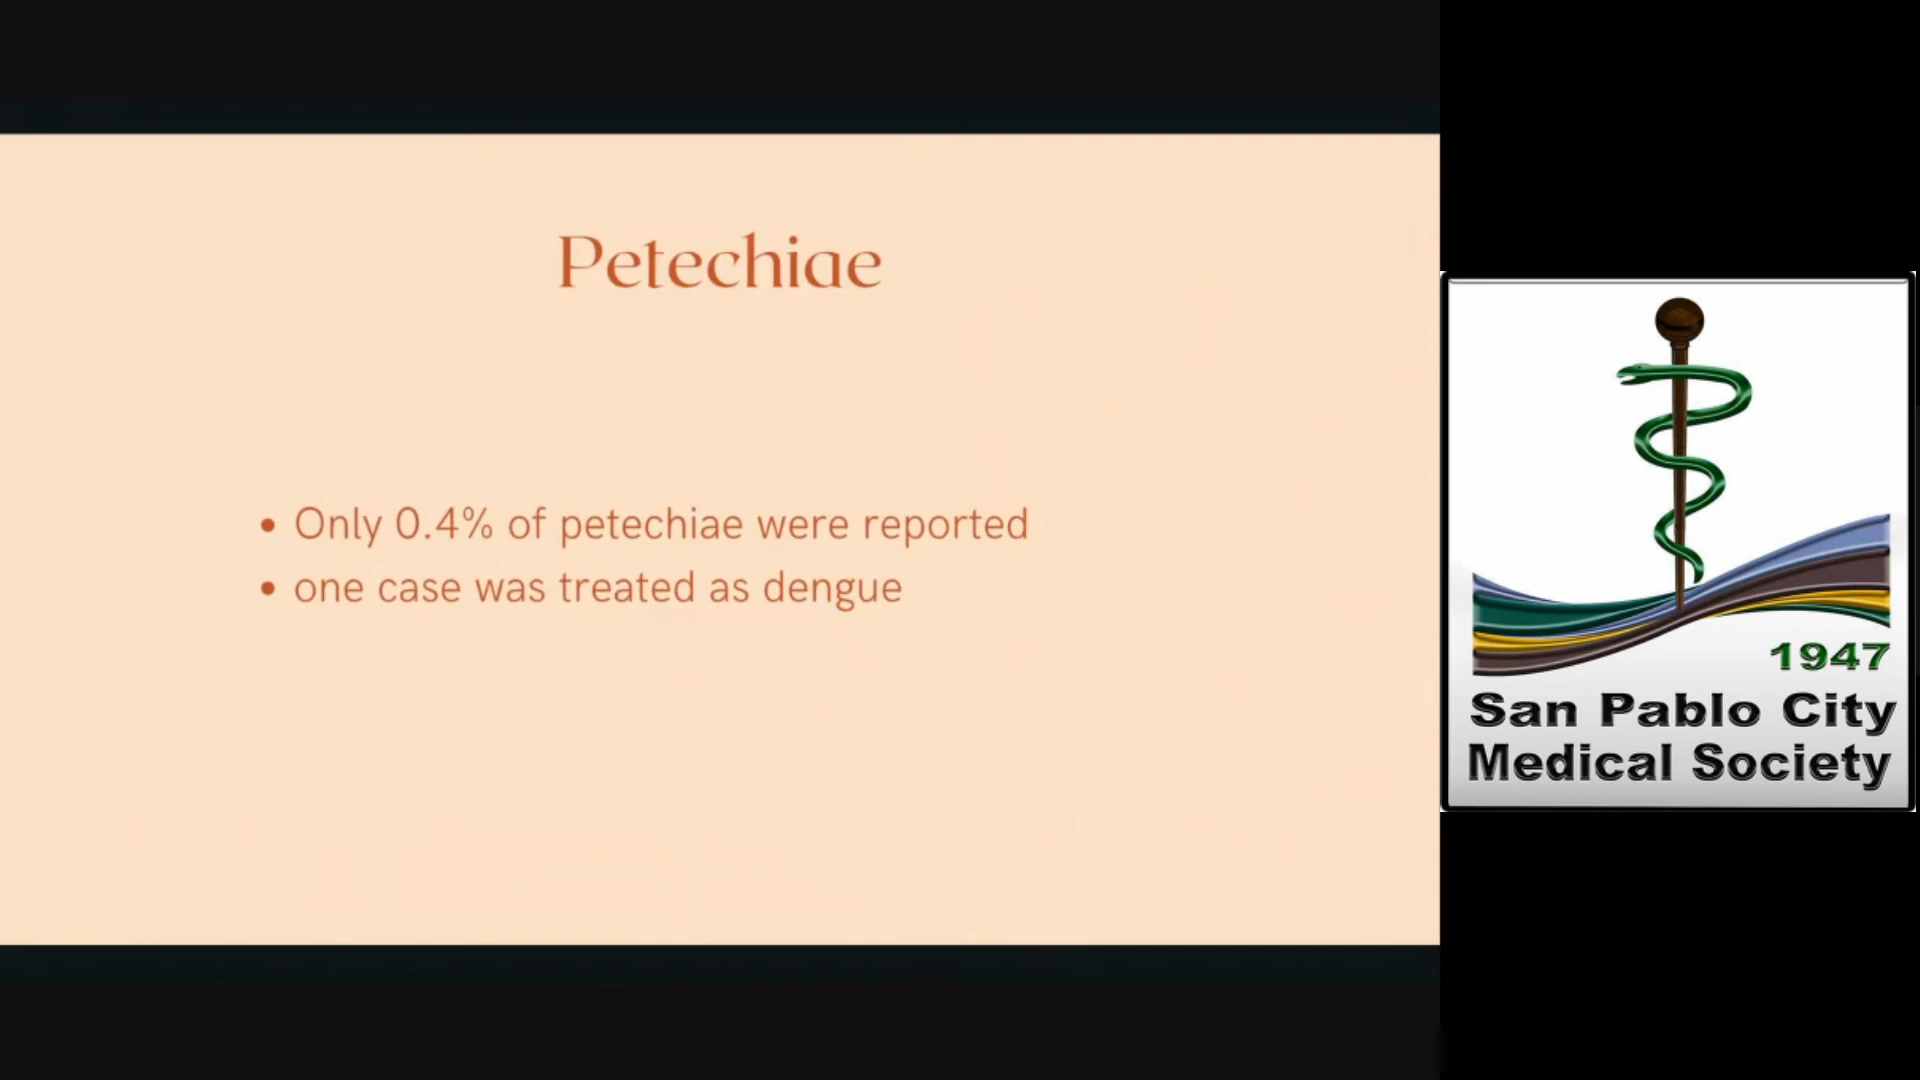 Petechiae
• Only 0.4% of petechiae were reported
• one case was treated as dengue
1947
San Pablo City
Medical Society